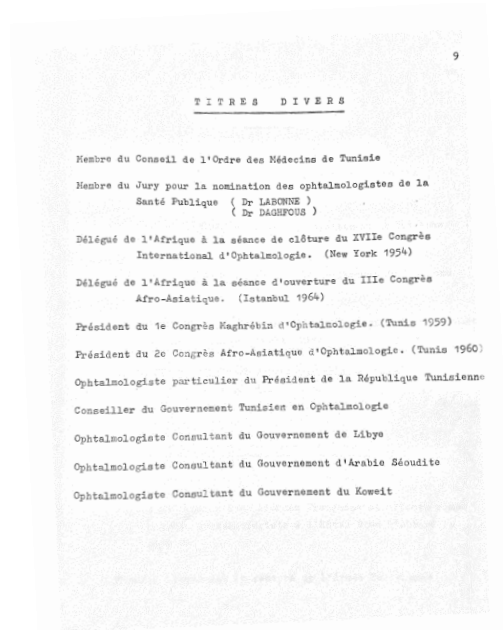 9
TITRES DIVERS
Membre du Conseil de l'Ordre des Médecins de Tunisie
Membre du Jury pour la nomination des ophtalmologistes de la
Santé Publique ( Dr LABONNE )
( Dr DAGHFOUS )
Délégué de l'Afrique à la séance de clôture du XVIIe Congrès
International d'Ophtalmologie. (New York 1954)
Délégué de l'Afrique à la séance d'ouverture du IIIe Congrès
Afro-Asiatique. (Istanbul 1964)
Président du 1e Congrès Maghrébin d'Ophtalmologie. (Tunis 1959)
Président du 2e Congrès Afro-Asiatique d'Ophtalmologie. (Tunis 1960)
Ophtalmologiste particulier du Président de la République Tunisienne
Conseiller du Gouvernement Tunisien en Ophtalmologie
Ophtalmologiste Consultant du Gouvernement de Libye
Ophtalmologiste Consultant du Gouvernement d'Arabie Séoudite
Ophtalmologiste Consultant du Gouvernement du Koweit